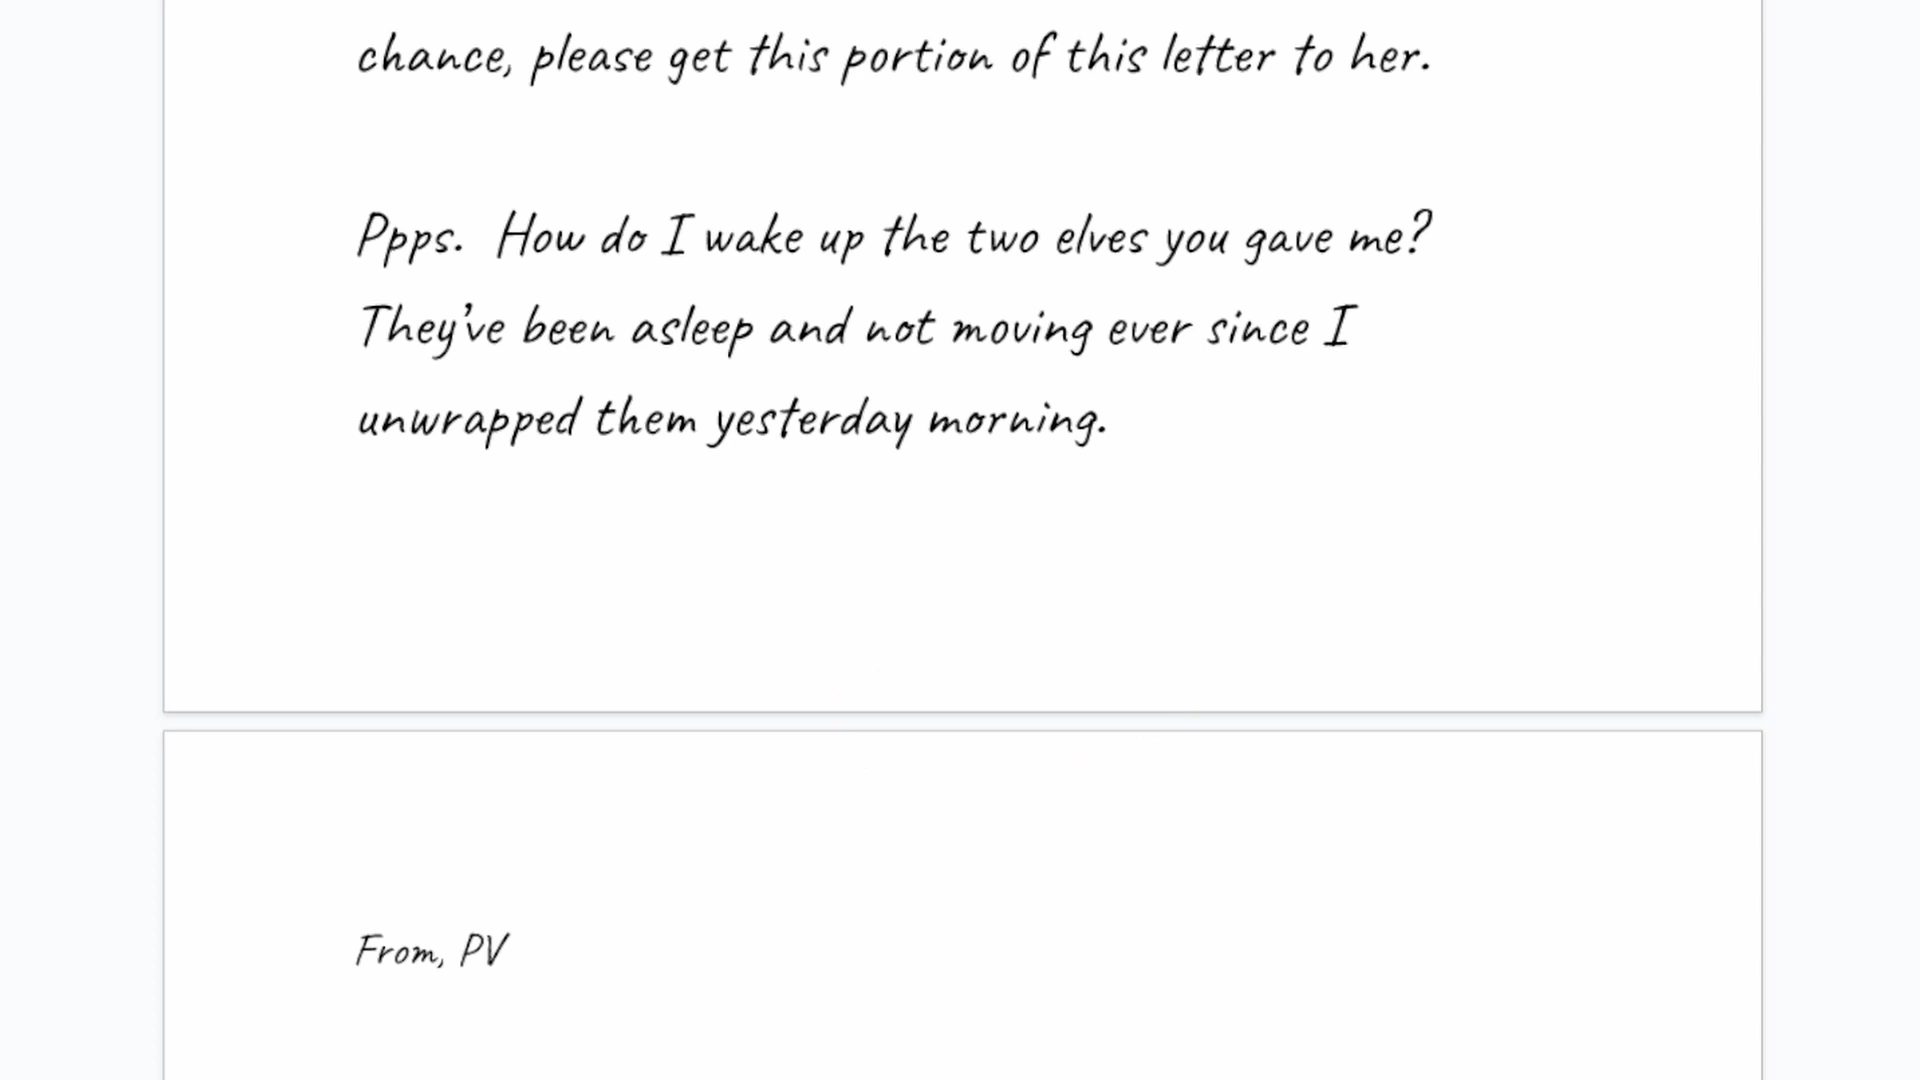 chance, please get this portion of this letter to her.
Ppps.  How do I wake up the two elves you gave me?
They’ve been asleep and not moving ever since I
unwrapped them yesterday morning.
From, PV